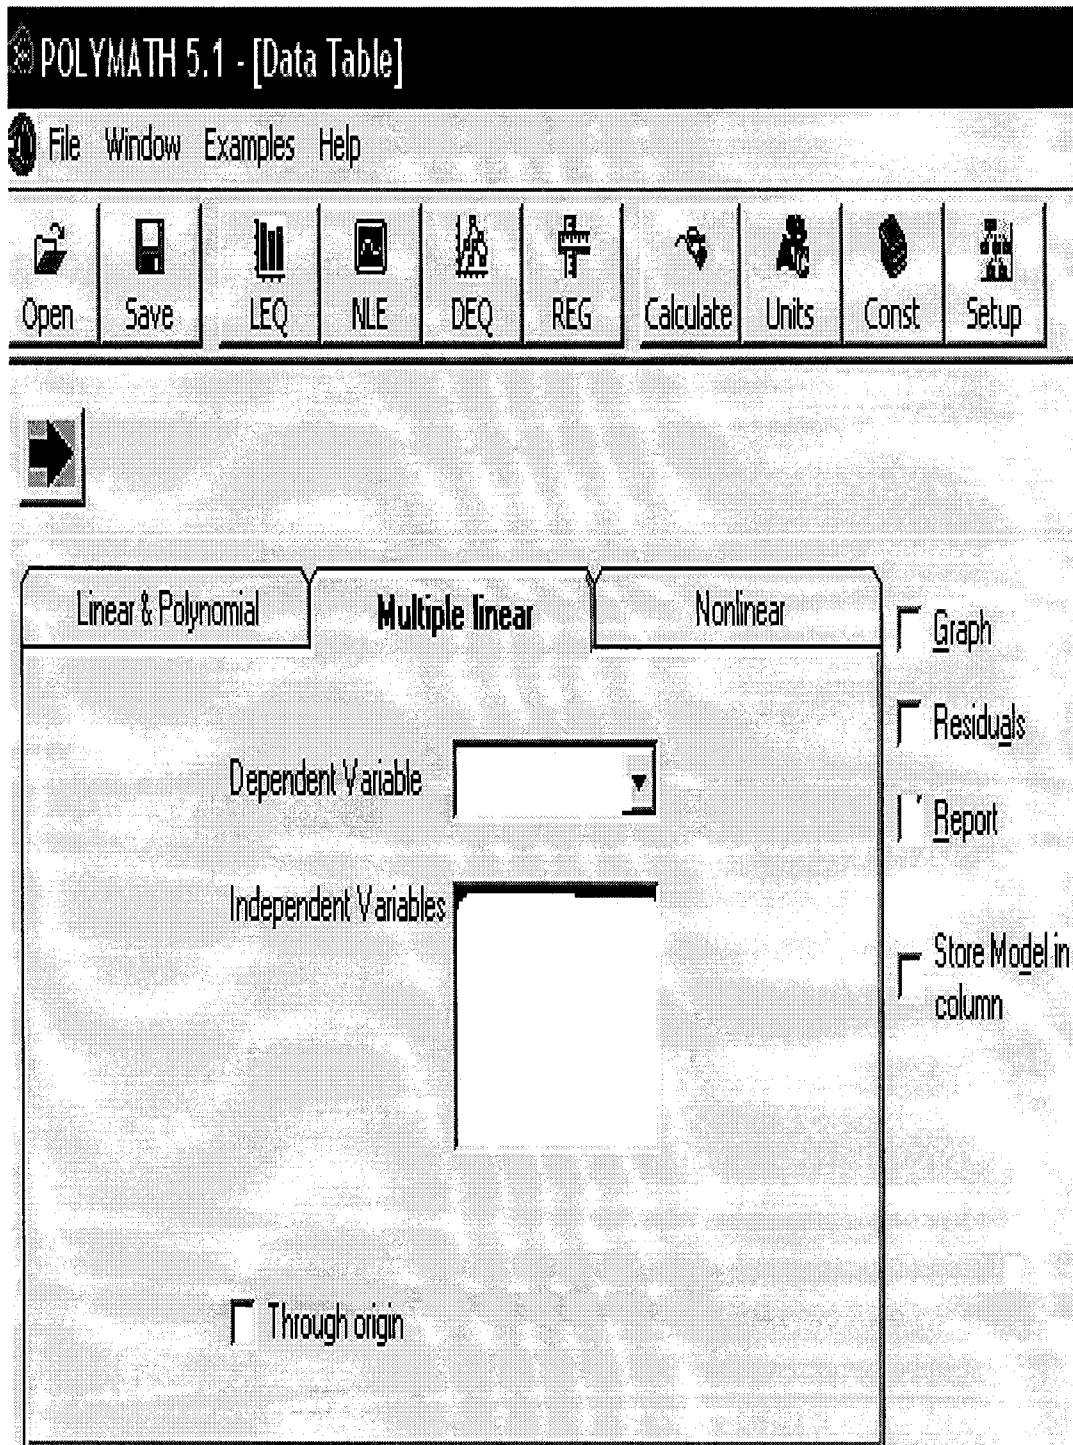 POLYMATH 5.1 - [Data Table]
File Window Examples Help
Open Save LEQ NLE DEQ REG Calculate Units Const Setup
Linear & Polynomial Multiple linear Nonlinear
Graph
Residuals
Dependent Variable
Report
Independent Variables
Store Model in
column
Through origin